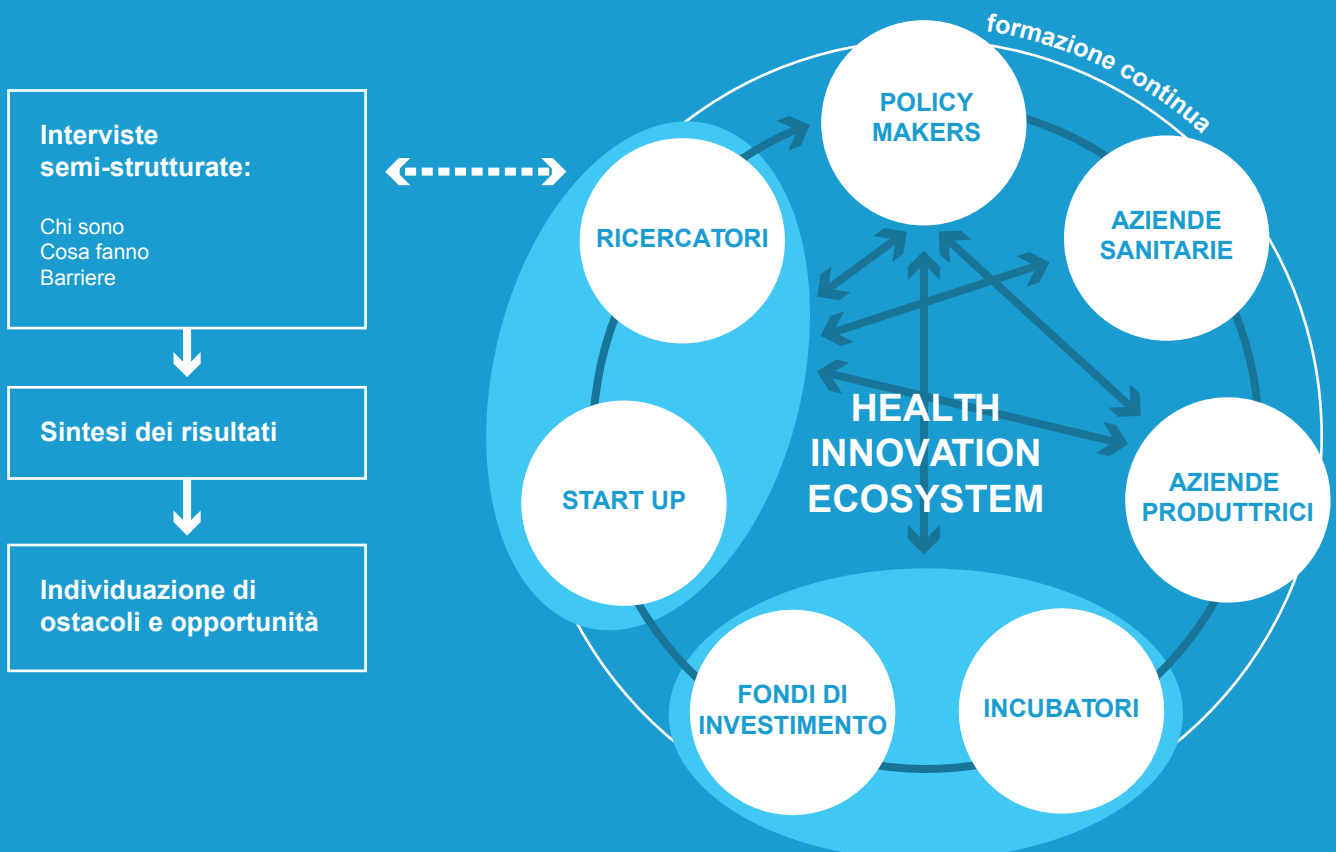 Interviste
semi-strutturate:
Chi sono
Cosa fanno
Barriere
Sintesi dei risultati
Individuazione di
ostacoli e opportunità
formazione continua
POLICY
MAKERS
RICERCATORI
AZIENDE
SANITARIE
HEALTH
INNOVATION
ECOSYSTEM
START UP
AZIENDE
PRODUTTRICI
FONDI DI
INVESTIMENTO
INCUBATORI